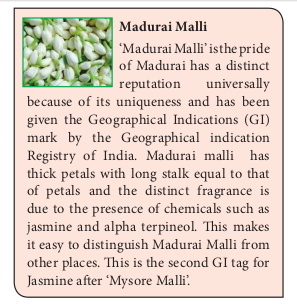 Madurai Malli
‘Madurai Malli’ is the pride
of Madurai has a distinct
reputation universally
because of its uniqueness and has been
given the Geographical Indications (GI)
mark by the Geographical indication
Registry of India. Madurai malli has
thick petals with long stalk equal to that
of petals and the distinct fragrance is
due to the presence of chemicals such as
jasmine and alpha terpineol. This makes
it easy to distinguish Madurai Malli from
other places. This is the second GI tag for
Jasmine after ‘Mysore Malli’.